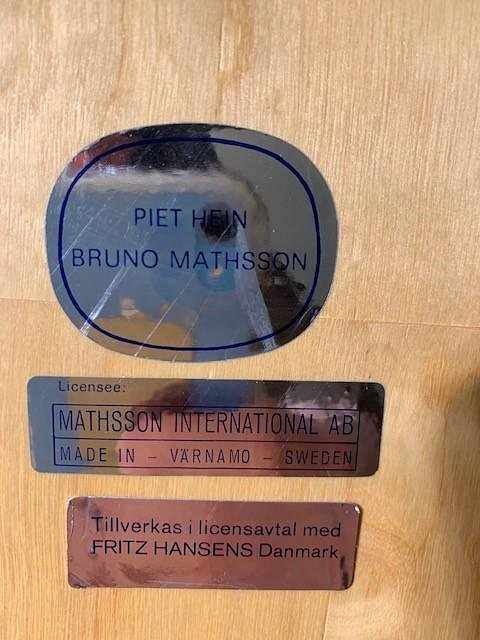 PIET HEIN
BRUNO MATHSSON
Licensee:
MATHSSON INTERNATIONAL AB
MADE IN - VÄRNAMO - SWEDEN
Tillverkas i licensavtal med
FRITZ HANSENS Danmark